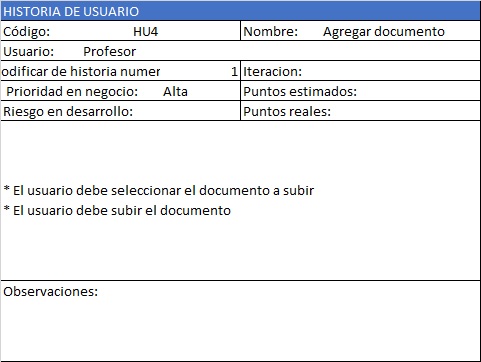 HISTORIA DE USUARIO
Código: HU4 Nombre: Agregar documento
Usuario: Profesor
odificar de historia numer 1 Iteracion:
Prioridad en negocio: Alta Puntos estimados:
Riesgo en desarrollo: Puntos reales:
* El usuario debe seleccionar el documento a subir
* El usuario debe subir el documento
Observaciones: